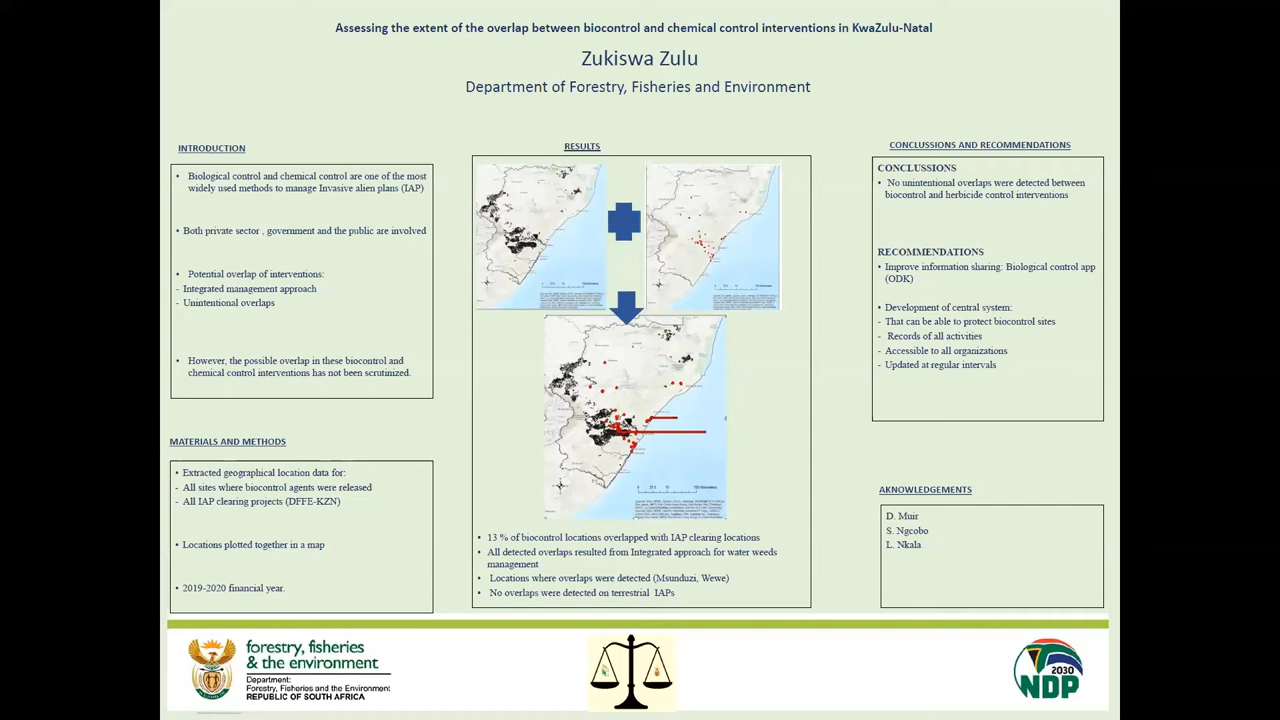 Assessing the extent of the overlap between biocontrol and chemical control interventions in KwaZulu-Natal
Zukiswa Zulu
Department of Forestry, Fisheries and Environment
INTRODUCTION
• Biological control and chemical control are one of the most
widely used methods to manage Invasive alien plans (IAP)
• Both private sector , government and the public are involved
• Potential overlap of interventions:
- Integrated management approach
- Unintentional overlaps
• However, the possible overlap in these biocontrol and
chemical control interventions has not been scrutinized.
MATERIALS AND METHODS
• Extracted geographical location data for:
- All sites where biocontrol agents were released
- All IAP clearing projects (DFFE-KZN)
• Locations plotted together in a map
• 2019-2020 financial year.
RESULTS
• 13 % of biocontrol locations overlapped with IAP clearing locations
• All detected overlaps resulted from Integrated approach for water weeds
management
• Locations where overlaps were detected (Msunduzi, Wewe)
• No overlaps were detected on terrestrial IAPs
CONCLUSIONS AND RECOMMENDATIONS
CONCLUSIONS
• No unintentional overlaps were detected between
biocontrol and herbicide control interventions
RECOMMENDATIONS
• Improve information sharing: Biological control app
(ODK)
• Development of central system:
- That can be able to protect biocontrol sites
- Records of all activities
- Accessible to all organizations
- Updated at regular intervals
AKNOWLEDGEMENTS
D. Muir
S. Ngcobo
L. Nkala
forestry, fisheries
& the environment
Department:
Forestry, Fisheries and the Environment
REPUBLIC OF SOUTH AFRICA
2030
NDP